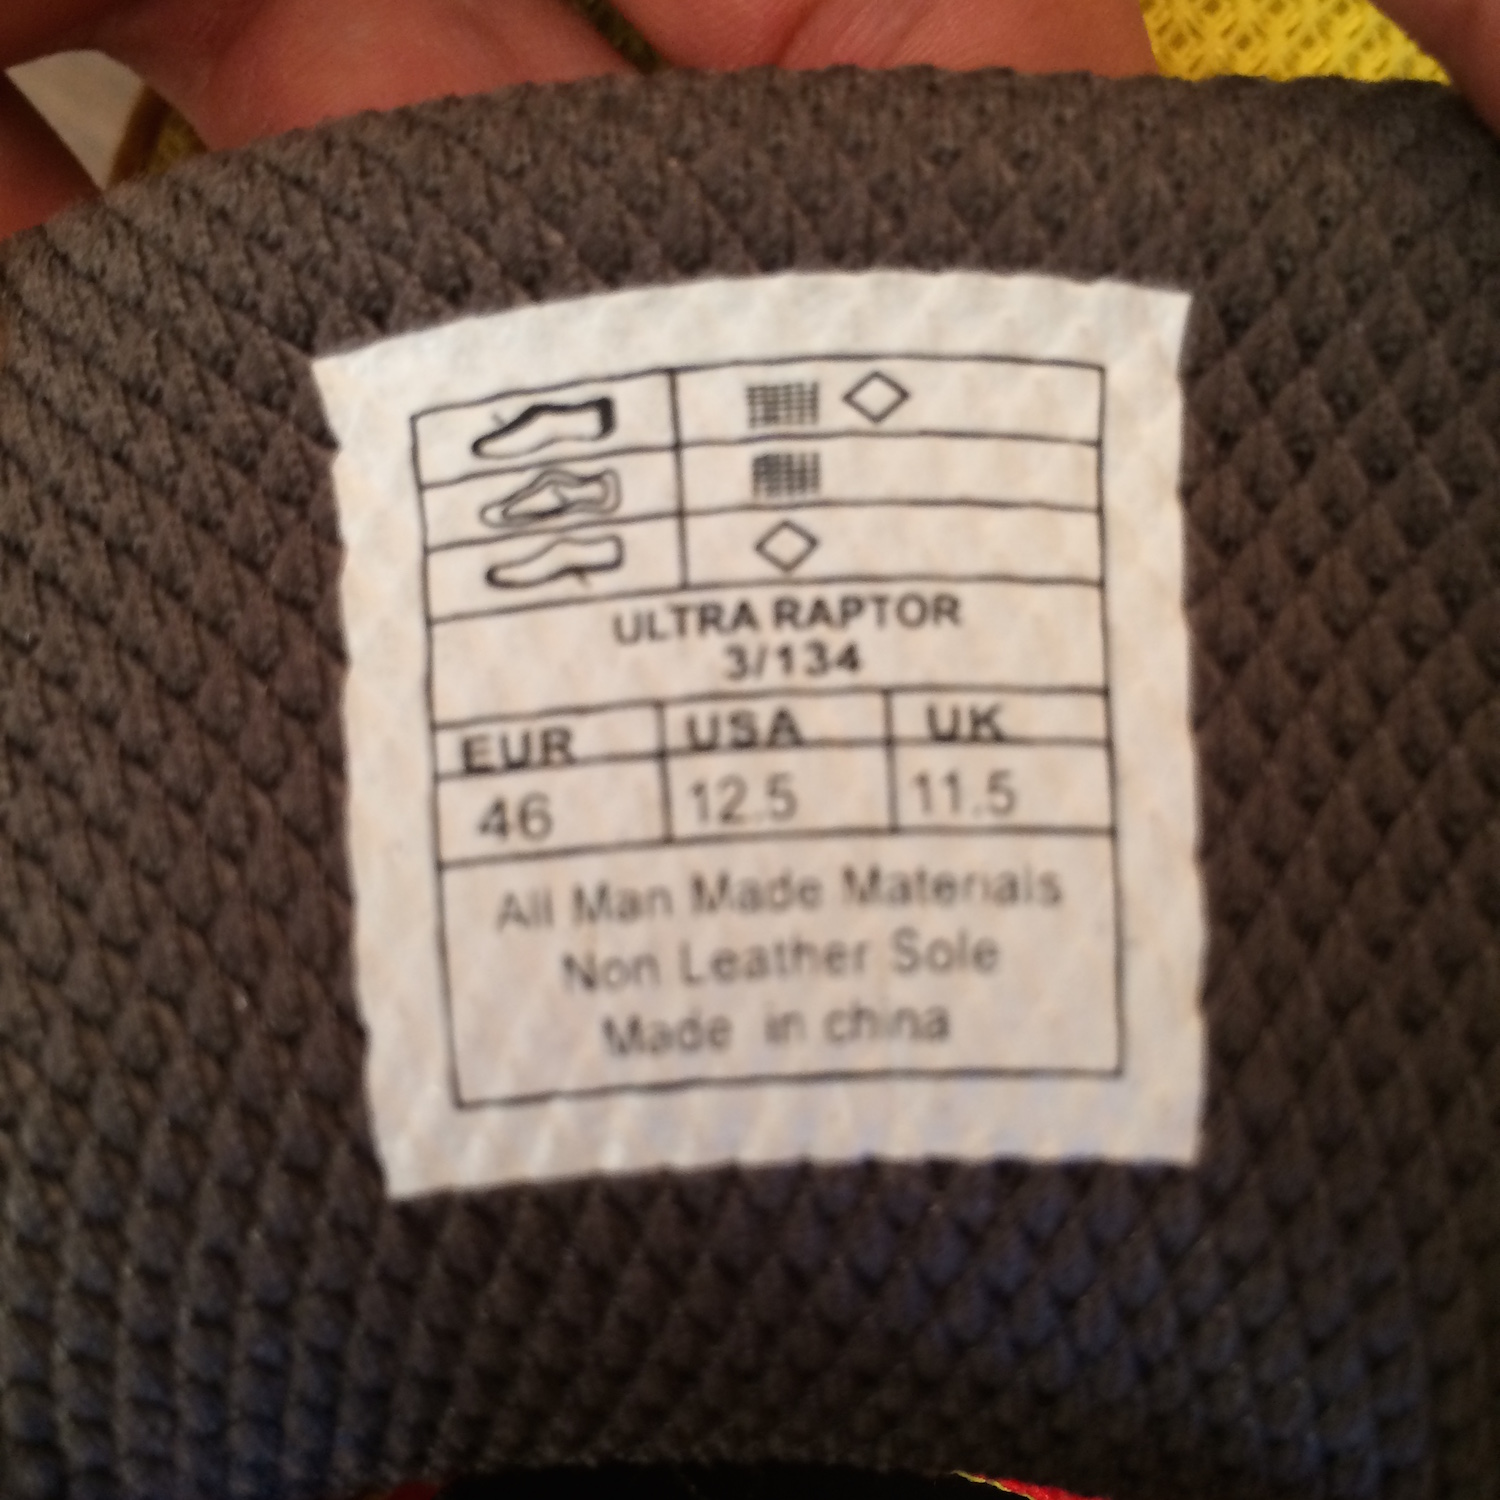 ULTRA RAPTOR
3/134
EUR USA UK
46 12.5 11.5
All Man Made Materials
Non Leather Sole
Made in china